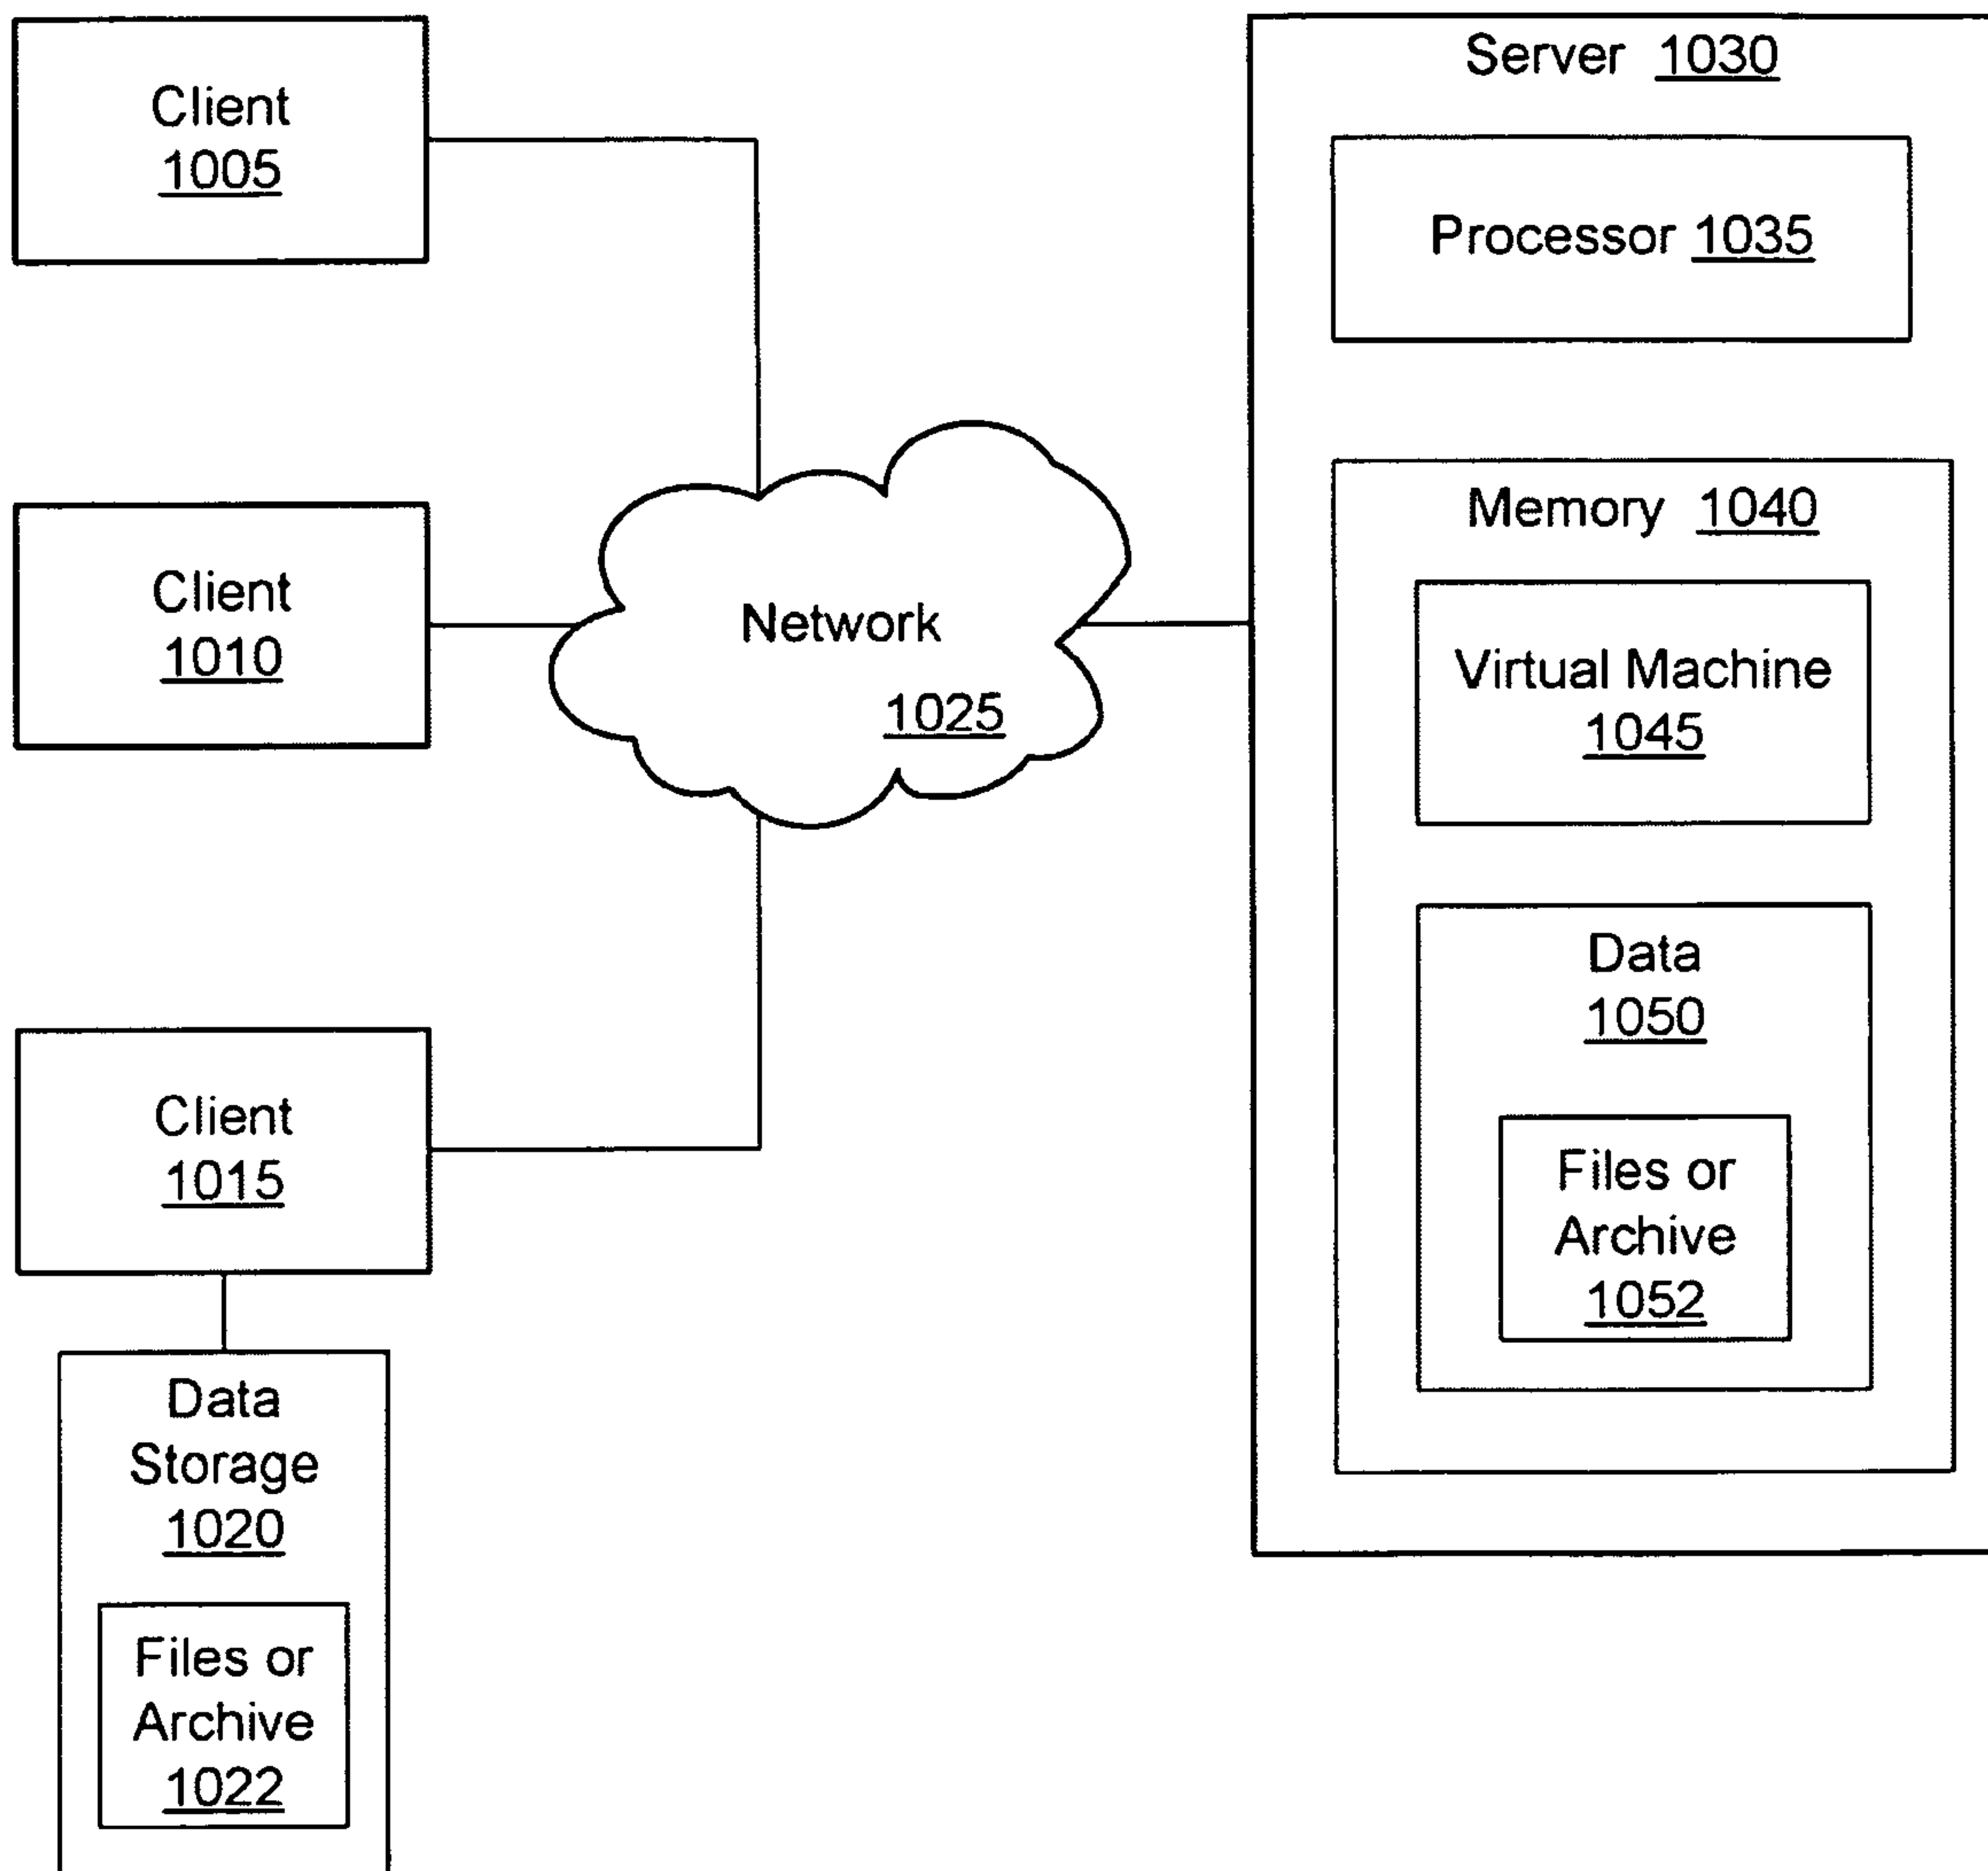 Client
1005
Client
1010
Client
1015
Data
Storage
1020
Files or
Archive
1022
Network
1025
Server 1030
Processor 1035
Memory 1040
Virtual Machine
1045
Data
1050
Files or
Archive
1052